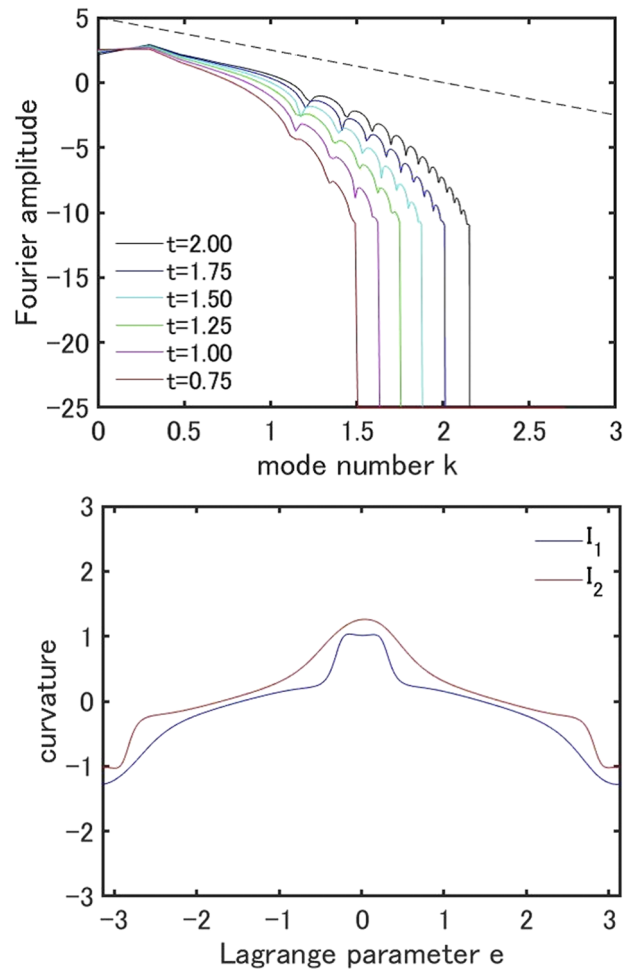 5
0
−5
−10
−15
−20
−25
Fourier amplitude
t=2.00
t=1.75
t=1.50
t=1.25
t=1.00
t=0.75
0 0.5 1 1.5 2 2.5 3
mode number k
3
2
1
0
−1
−2
−3
curvature
I1
I2
−3 −2 −1 0 1 2 3
Lagrange parameter e